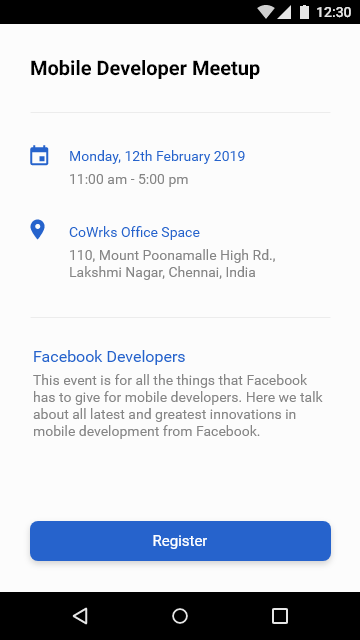 12:30
Mobile Developer Meetup
Monday, 12th February 2019
11:00 am - 5:00 pm
CoWrks Office Space
110, Mount Poonamalle High Rd.,
Lakshmi Nagar, Chennai, India
Facebook Developers
This event is for all the things that Facebook
has to give for mobile developers. Here we talk
about all latest and greatest innovations in
mobile development from Facebook.
Register